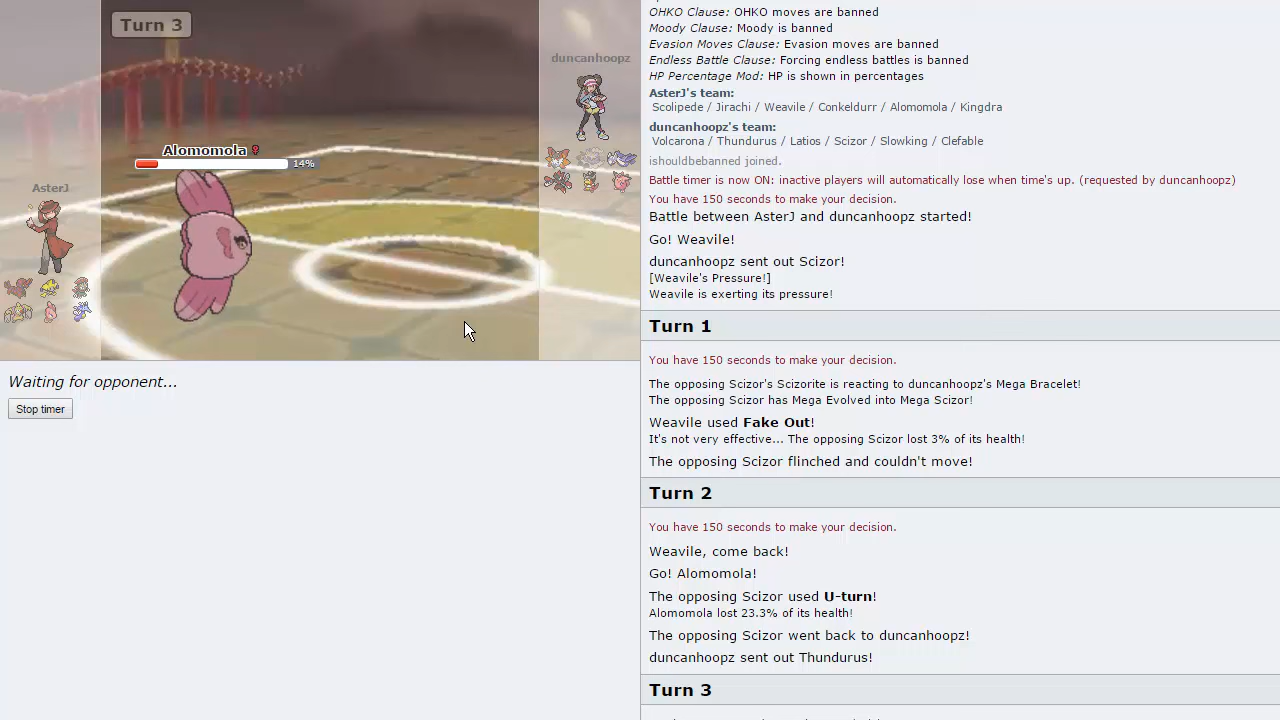 Turn 3
duncanhoopz
Alomomola
14%
AsterJ
Waiting for opponent...
Stop timer
OHKO Clause: OHKO moves are banned
Moody Clause: Moody is banned
Evasion Moves Clause: Evasion moves are banned
Endless Battle Clause: Forcing endless battles is banned
HP Percentage Mod: HP is shown in percentages
AsterJ's team:
Scolipede / Jirachi / Weavile / Conkeldurr / Alomomola / Kingdra
duncanhoopz's team:
Volcarona / Thundurus / Latios / Scizor / Slowking / Clefable
ishouldbebanned joined.
Battle timer is now ON: inactive players will automatically lose when time's up. (requested by duncanhoopz)
You have 150 seconds to make your decision.
Battle between AsterJ and duncanhoopz started!
Go! Weavile!
duncanhoopz sent out Scizor!
[Weavile's Pressure!]
Weavile is exerting its pressure!
Turn 1
You have 150 seconds to make your decision.
The opposing Scizor's Scizorite is reacting to duncanhoopz's Mega Bracelet!
The opposing Scizor has Mega Evolved into Mega Scizor!
Weavile used Fake Out!
It's not very effective... The opposing Scizor lost 3% of its health!
The opposing Scizor flinched and couldn't move!
Turn 2
You have 150 seconds to make your decision.
Weavile, come back!
Go! Alomomola!
The opposing Scizor used U-turn!
Alomomola lost 23.3% of its health!
The opposing Scizor went back to duncanhoopz!
duncanhoopz sent out Thundurus!
Turn 3